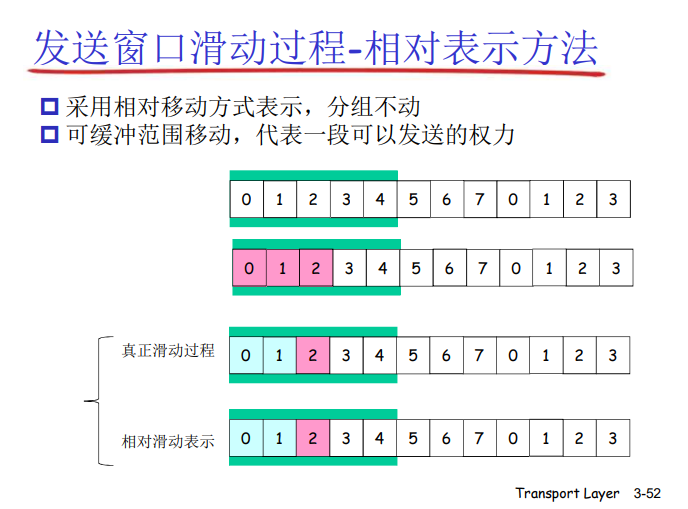 发送窗口滑动过程-相对表示方法
采用相对移动方式表示，分组不动
可缓冲范围移动，代表一段可以发送的权力
0 1 2 3 4 5 6 7 0 1 2 3
0 1 2 3 4 5 6 7 0 1 2 3
真正滑动过程
0 1 2 3 4 5 6 7 0 1 2 3
相对滑动表示
0 1 2 3 4 5 6 7 0 1 2 3
Transport Layer 3-52